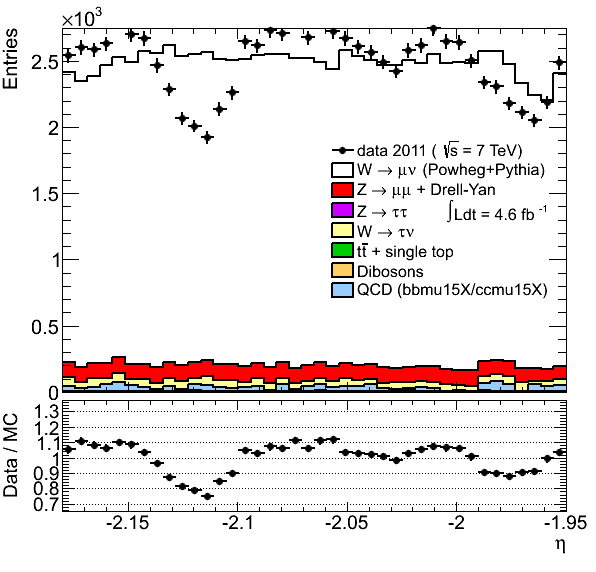 ×10³
Entries
2.5
2
1.5
1
0.5
0
data 2011 ( √s = 7 TeV)
W → μν (Powheg+Pythia)
Z → μμ + Drell-Yan
Z → ττ
∫Ldt = 4.6 fb⁻¹
W → τν
tt̅ + single top
Dibosons
QCD (bbmu15X/ccmu15X)
Data / MC
1.3
1.2
1.1
1
0.9
0.8
0.7
-2.15
-2.1
-2.05
-2
-1.95
η